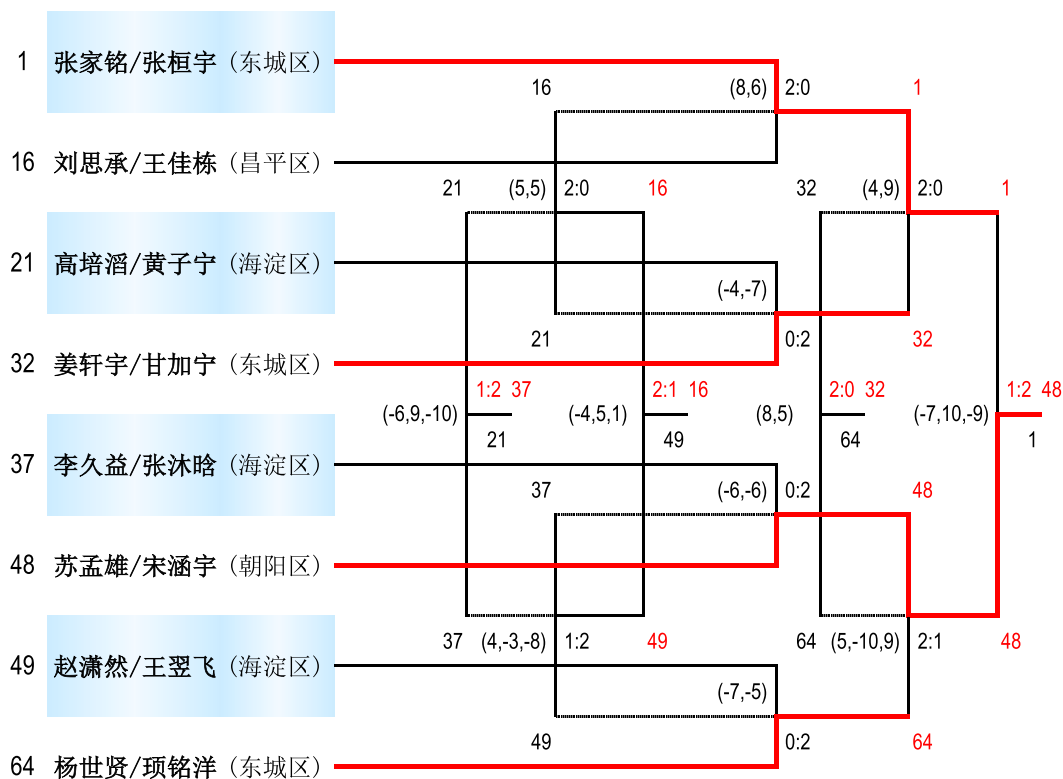 1 张家铭/张桓宇（东城区）
16 (8,6) 2:0 1
16 刘思承/王佳栋（昌平区）
21 (5,5) 2:0 16 32 (4,9) 2:0 1
21 高培滔/黄子宁（海淀区）
(-4,-7)
21 0:2 32
32 姜轩宇/甘加宁（东城区）
1:2 37 2:1 16 2:0 32 1:2 48
(-6,9,-10) (-4,5,1) (8,5) (-7,10,-9)
21 49 64 1
37 李久益/张沐晗（海淀区）
37 (-6,-6) 0:2 48
48 苏孟雄/宋涵宇（朝阳区）
37 (4,-3,-8) 1:2 49 64 (5,-10,9) 2:1 48
49 赵潇然/王翌飞（海淀区）
(-7,-5)
49 0:2 64
64 杨世贤/顼铭洋（东城区）